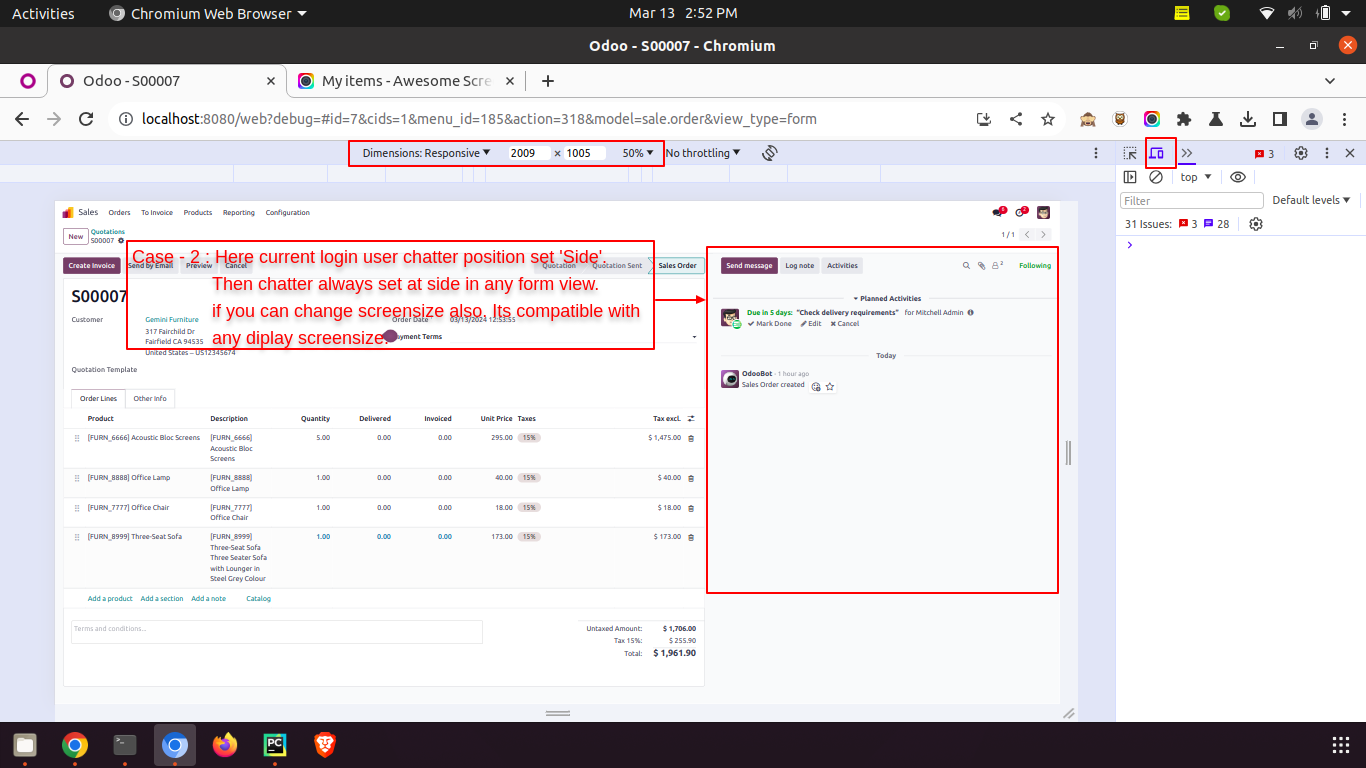 Activities
Chromium Web Browser
Mar 13 2:52 PM
Odoo - S00007 - Chromium
Odoo - S00007
My items - Awesome Scre
localhost:8080/web?debug=#id=7&cids=1&menu_id=185&action=318&model=sale.order&view_type=form
Dimensions: Responsive 2009 × 1005 50% No throttling
3
top
Filter
Default levels
31 Issues: 3 28
Sales Orders To Invoice Products Reporting Configuration
New
Quotations
S00007
1 / 1
Create Invoice Send by Email Preview Cancel
Quotation Quotation Sent Sales Order
Case - 2 : Here current login user chatter position set 'Side'.
Then chatter always set at side in any form view.
if you can change screensize also. Its compatible with
any diplay screensize.
S00007
Customer
Gemini Furniture
317 Fairchild Dr
Fairfield CA 94535
United States – US12345674
Order Date 03/13/2024 12:53:55
Payment Terms
Quotation Template
Order Lines Other Info
Product Description Quantity Delivered Invoiced Unit Price Taxes Tax excl.
[FURN_6666] Acoustic Bloc Screens [FURN_6666] 5.00 0.00 0.00 295.00 15% $ 1,475.00
Acoustic Bloc
Screens
[FURN_8888] Office Lamp [FURN_8888] 1.00 0.00 0.00 40.00 15% $ 40.00
Office Lamp
[FURN_7777] Office Chair [FURN_7777] 1.00 0.00 0.00 18.00 15% $ 18.00
Office Chair
[FURN_8999] Three-Seat Sofa [FURN_8999] 1.00 0.00 0.00 173.00 15% $ 173.00
Three-Seat Sofa
Three Seater Sofa
with Lounger in
Steel Grey Colour
Add a product Add a section Add a note Catalog
Terms and conditions...
Untaxed Amount: $ 1,706.00
Tax 15%: $ 255.90
Total: $ 1,961.90
Send message Log note Activities
2
Following
Planned Activities
Due in 5 days: "Check delivery requirements" for Mitchell Admin
Mark Done Edit Cancel
Today
OdooBot - 1 hour ago
Sales Order created
PC